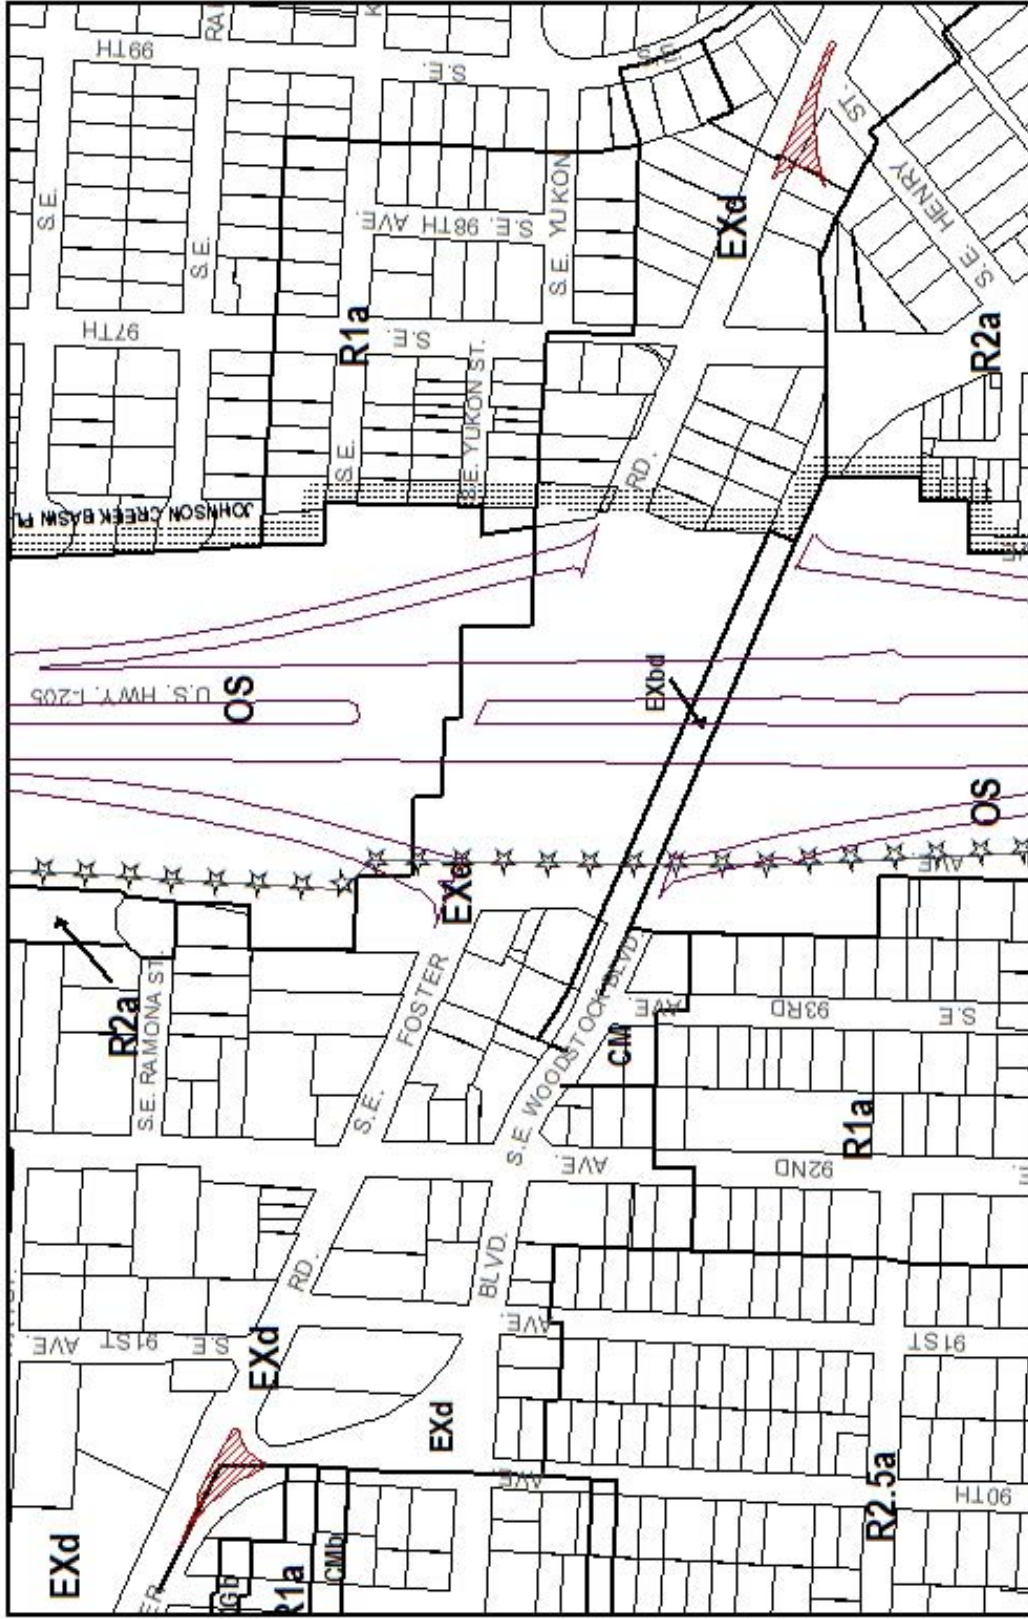 99TH
S.E.
S.E.
S.E.
97TH
R1a
S.E.
S.E. 98TH AVE.
S.E. YUKON
S.E.
S.E. YUKON ST.
JOHNSON CREEK BASIN PL
EXd
ST.
S.E. HENRY
R2a
RD.
U.S. HWY. I-205
OS
EXbd
OS
AVE
R2a
S.E. RAMONA ST.
FOSTER
S.E.
S.E. WOODSTOCK BLVD.
CM
AVE
93RD
S.E
R1a
AVE.
92ND
RD.
BLVD.
AVE.
91ST
S.E.
AVE
91ST
EXd
EXd
EXd
AVE
R2.5a
90TH
R1a
CMb